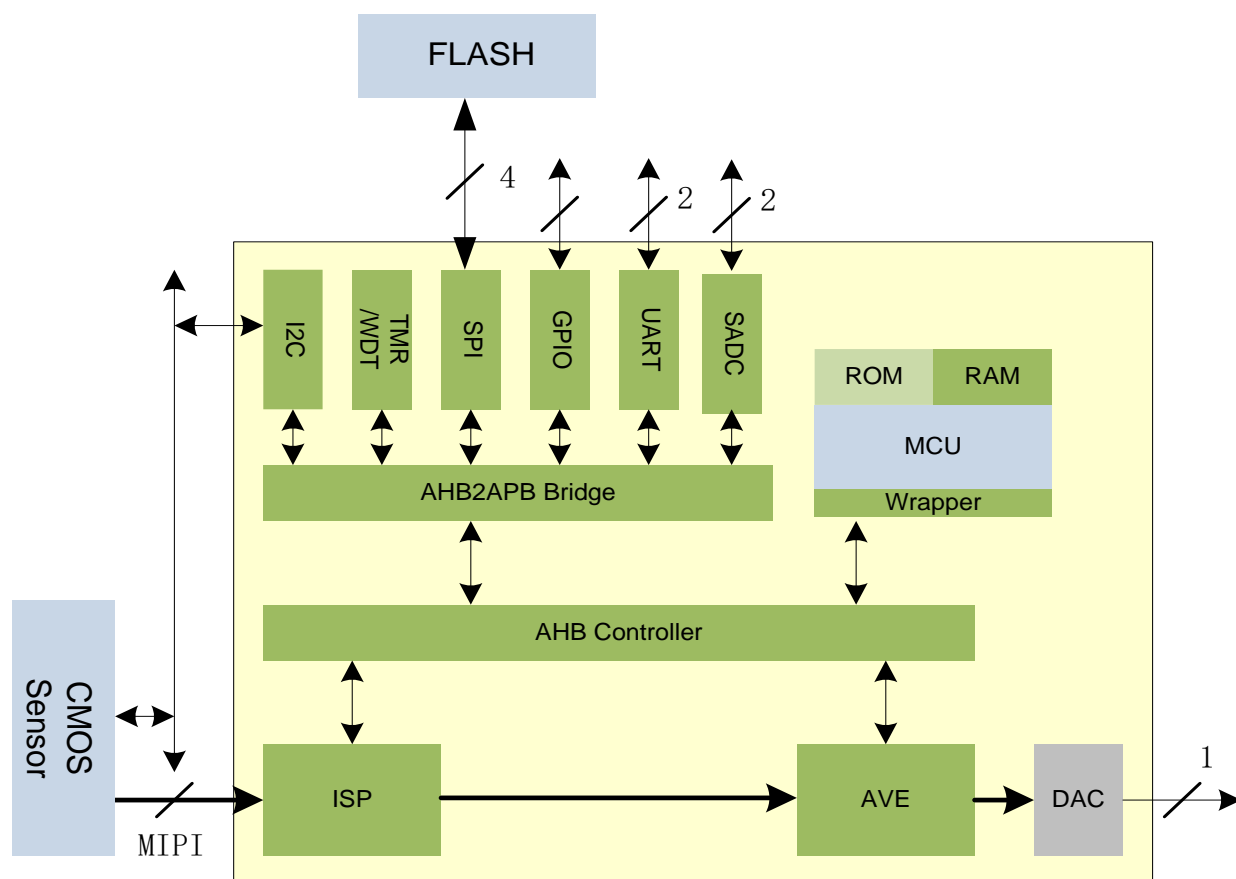 FLASH
4
2
2
I2C
TMR
/WDT
SPI
GPIO
UART
SADC
ROM
RAM
MCU
Wrapper
AHB2APB Bridge
AHB Controller
CMOS
Sensor
MIPI
ISP
AVE
DAC
1